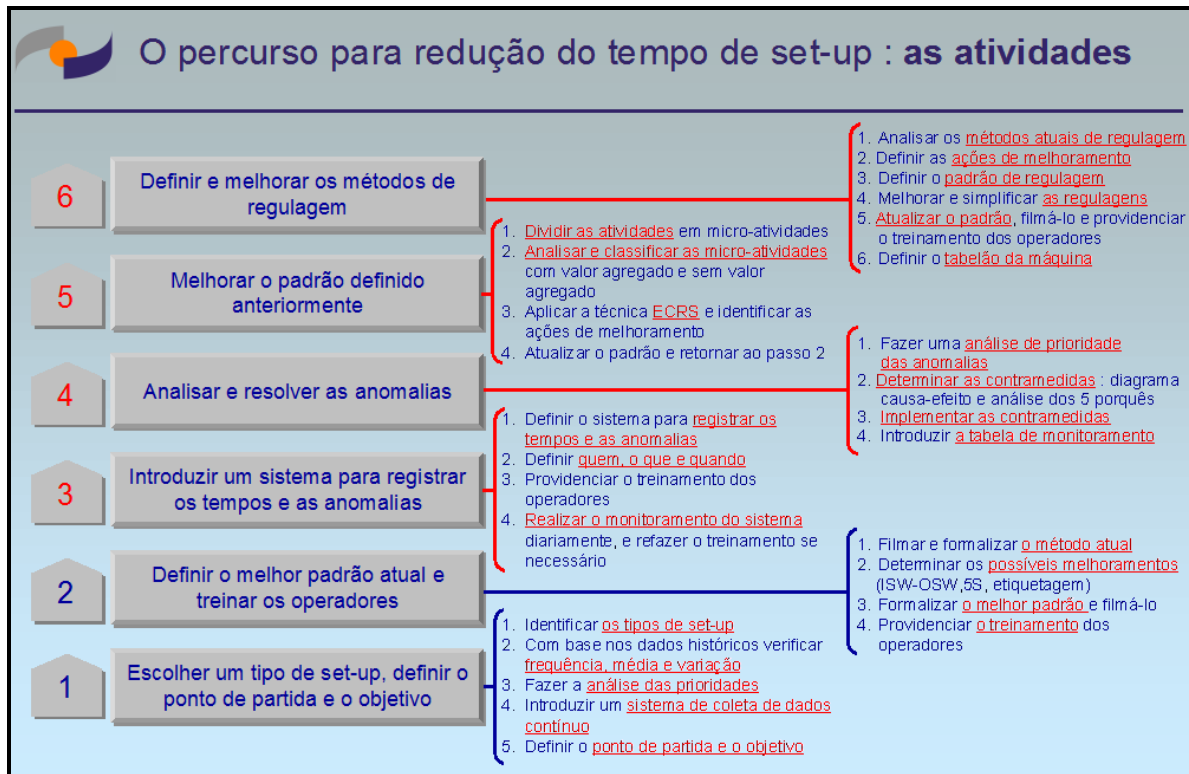 O percurso para redução do tempo de set-up : as atividades
6
Definir e melhorar os métodos de
regulagem
1. Analisar os métodos atuais de regulagem
2. Definir as ações de melhoramento
3. Definir o padrão de regulagem
4. Melhorar e simplificar as regulagens
5. Atualizar o padrão, filmá-lo e providenciar
o treinamento dos operadores
6. Definir o tabelão da máquina
5
Melhorar o padrão definido
anteriormente
1. Dividir as atividades em micro-atividades
2. Analisar e classificar as micro-atividades
com valor agregado e sem valor
agregado
3. Aplicar a técnica ECRS e identificar as
ações de melhoramento
4. Atualizar o padrão e retornar ao passo 2
4
Analisar e resolver as anomalias
1. Fazer uma análise de prioridade
das anomalias
2. Determinar as contramedidas : diagrama
causa-efeito e análise dos 5 porquês
3. Implementar as contramedidas
4. Introduzir a tabela de monitoramento
3
Introduzir um sistema para registrar
os tempos e as anomalias
1. Definir o sistema para registrar os
tempos e as anomalias
2. Definir quem, o que e quando
3. Providenciar o treinamento dos
operadores
4. Realizar o monitoramento do sistema
diariamente, e refazer o treinamento se
necessário
2
Definir o melhor padrão atual e
treinar os operadores
1. Filmar e formalizar o método atual
2. Determinar os possíveis melhoramentos
(ISW-OSW,5S, etiquetagem)
3. Formalizar o melhor padrão e filmá-lo
4. Providenciar o treinamento dos
operadores
1
Escolher um tipo de set-up, definir o
ponto de partida e o objetivo
1. Identificar os tipos de set-up
2. Com base nos dados históricos verificar
frequência, média e variação
3. Fazer a análise das prioridades
4. Introduzir um sistema de coleta de dados
contínuo
5. Definir o ponto de partida e o objetivo